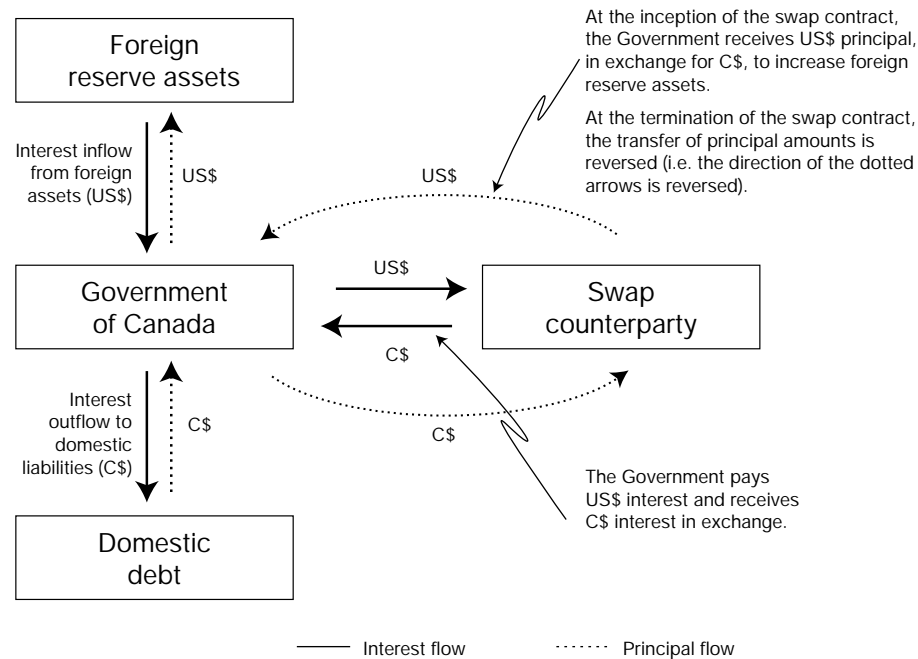 Foreign
reserve assets
At the inception of the swap contract,
the Government receives US$ principal,
in exchange for C$, to increase foreign
reserve assets.
At the termination of the swap contract,
the transfer of principal amounts is
reversed (i.e. the direction of the dotted
arrows is reversed).
Interest inflow
from foreign
assets (US$)
US$
US$
Government
of Canada
US$
C$
Swap
counterparty
Interest
outflow to
domestic
liabilities (C$)
C$
C$
The Government pays
US$ interest and receives
C$ interest in exchange.
Domestic
debt
Interest flow
Principal flow